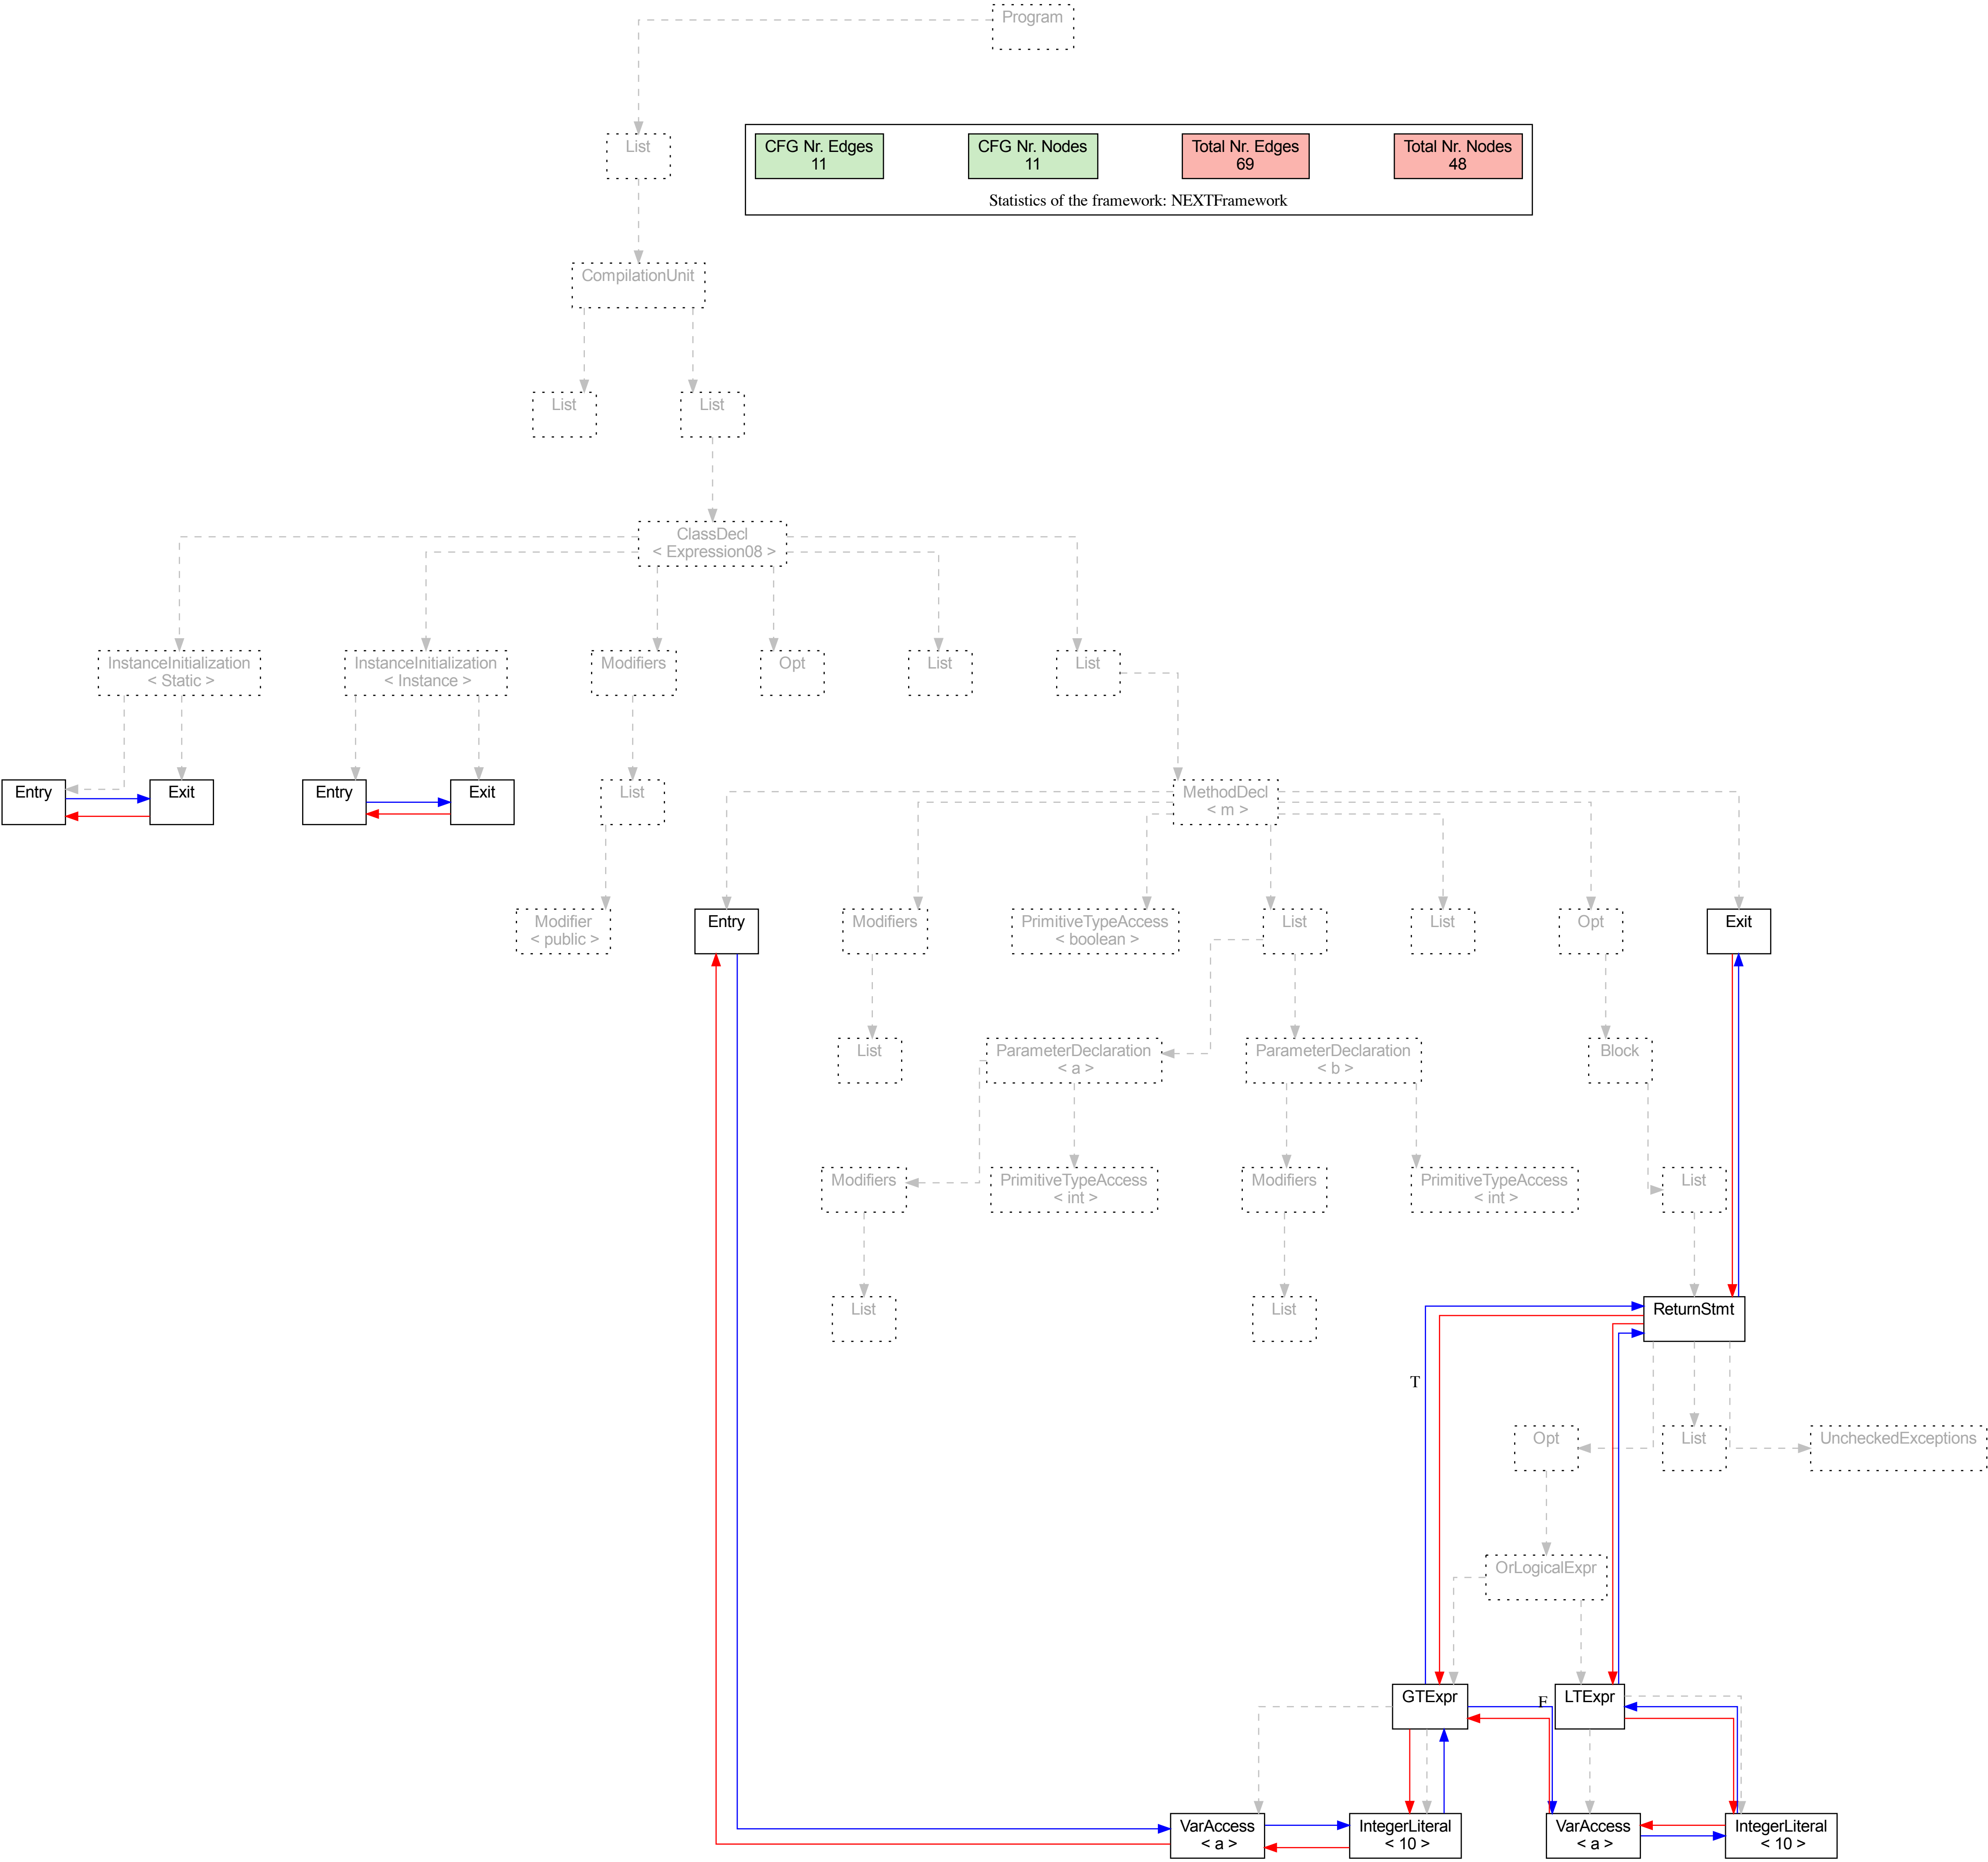 Program
List
CFG Nr. Edges
11
CFG Nr. Nodes
11
Total Nr. Edges
69
Total Nr. Nodes
48
Statistics of the framework: NEXTFramework
CompilationUnit
List
List
ClassDecl
< Expression08 >
InstanceInitialization
< Static >
InstanceInitialization
< Instance >
Modifiers
Opt
List
List
Entry
Exit
Entry
Exit
List
MethodDecl
< m >
Modifier
< public >
Entry
Modifiers
PrimitiveTypeAccess
< boolean >
List
List
Opt
Exit
List
ParameterDeclaration
< a >
ParameterDeclaration
< b >
Block
Modifiers
PrimitiveTypeAccess
< int >
Modifiers
PrimitiveTypeAccess
< int >
List
List
List
ReturnStmt
T
Opt
List
UncheckedExceptions
OrLogicalExpr
GTExpr
F
LTExpr
VarAccess
< a >
IntegerLiteral
< 10 >
VarAccess
< a >
IntegerLiteral
< 10 >